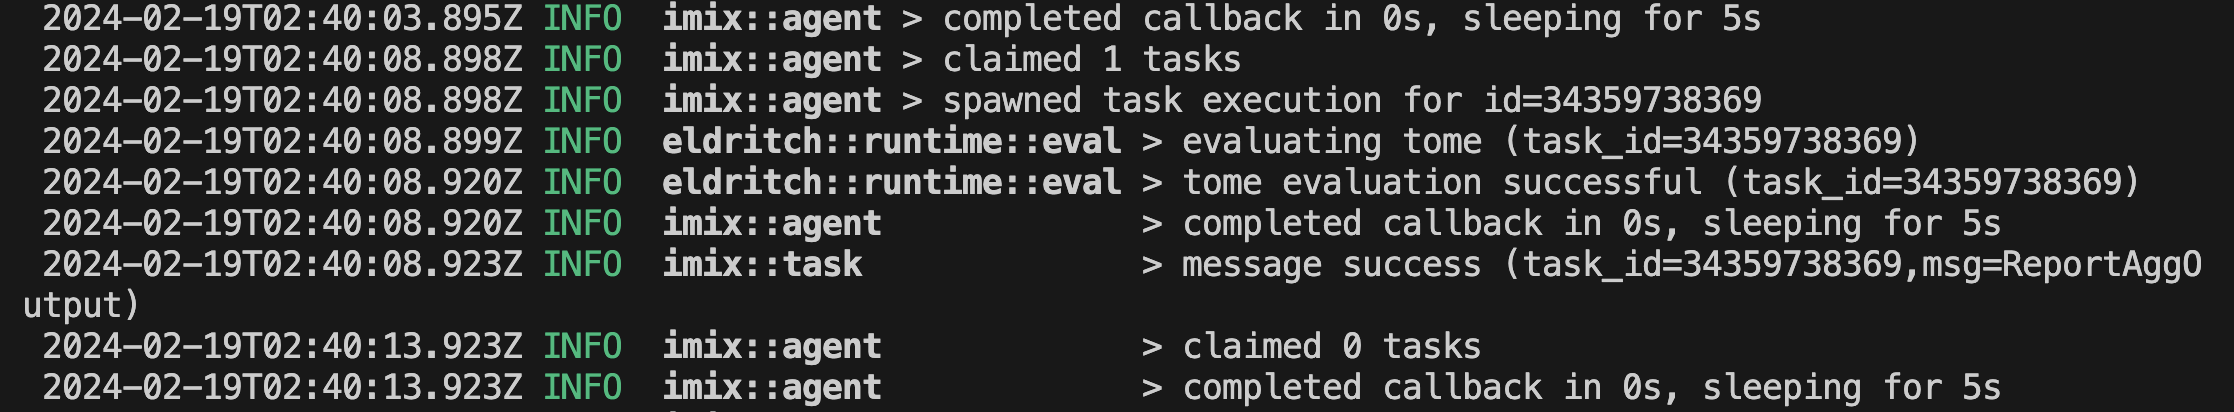 2024-02-19T02:40:03.895Z INFO  imix::agent > completed callback in 0s, sleeping for 5s
2024-02-19T02:40:08.898Z INFO  imix::agent > claimed 1 tasks
2024-02-19T02:40:08.898Z INFO  imix::agent > spawned task execution for id=34359738369
2024-02-19T02:40:08.899Z INFO  eldritch::runtime::eval > evaluating tome (task_id=34359738369)
2024-02-19T02:40:08.920Z INFO  eldritch::runtime::eval > tome evaluation successful (task_id=34359738369)
2024-02-19T02:40:08.920Z INFO  imix::agent             > completed callback in 0s, sleeping for 5s
2024-02-19T02:40:08.923Z INFO  imix::task              > message success (task_id=34359738369,msg=ReportAggO
utput)
2024-02-19T02:40:13.923Z INFO  imix::agent             > claimed 0 tasks
2024-02-19T02:40:13.923Z INFO  imix::agent             > completed callback in 0s, sleeping for 5s